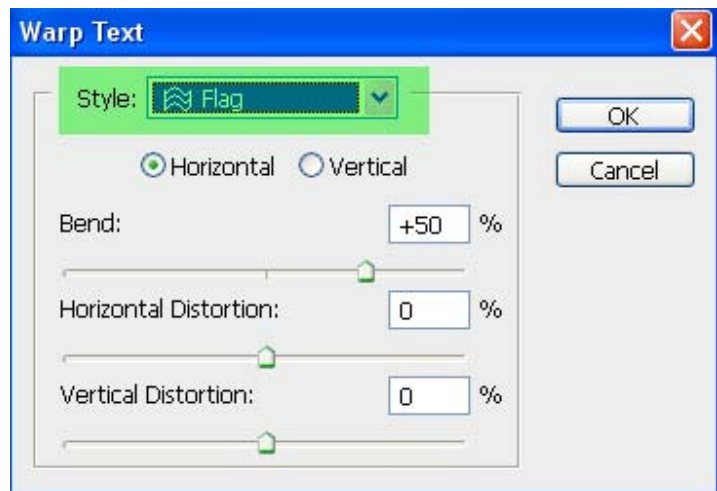 Warp Text
Style: Flag
OK
Horizontal Vertical
Cancel
Bend: +50 %
Horizontal Distortion: 0 %
Vertical Distortion: 0 %